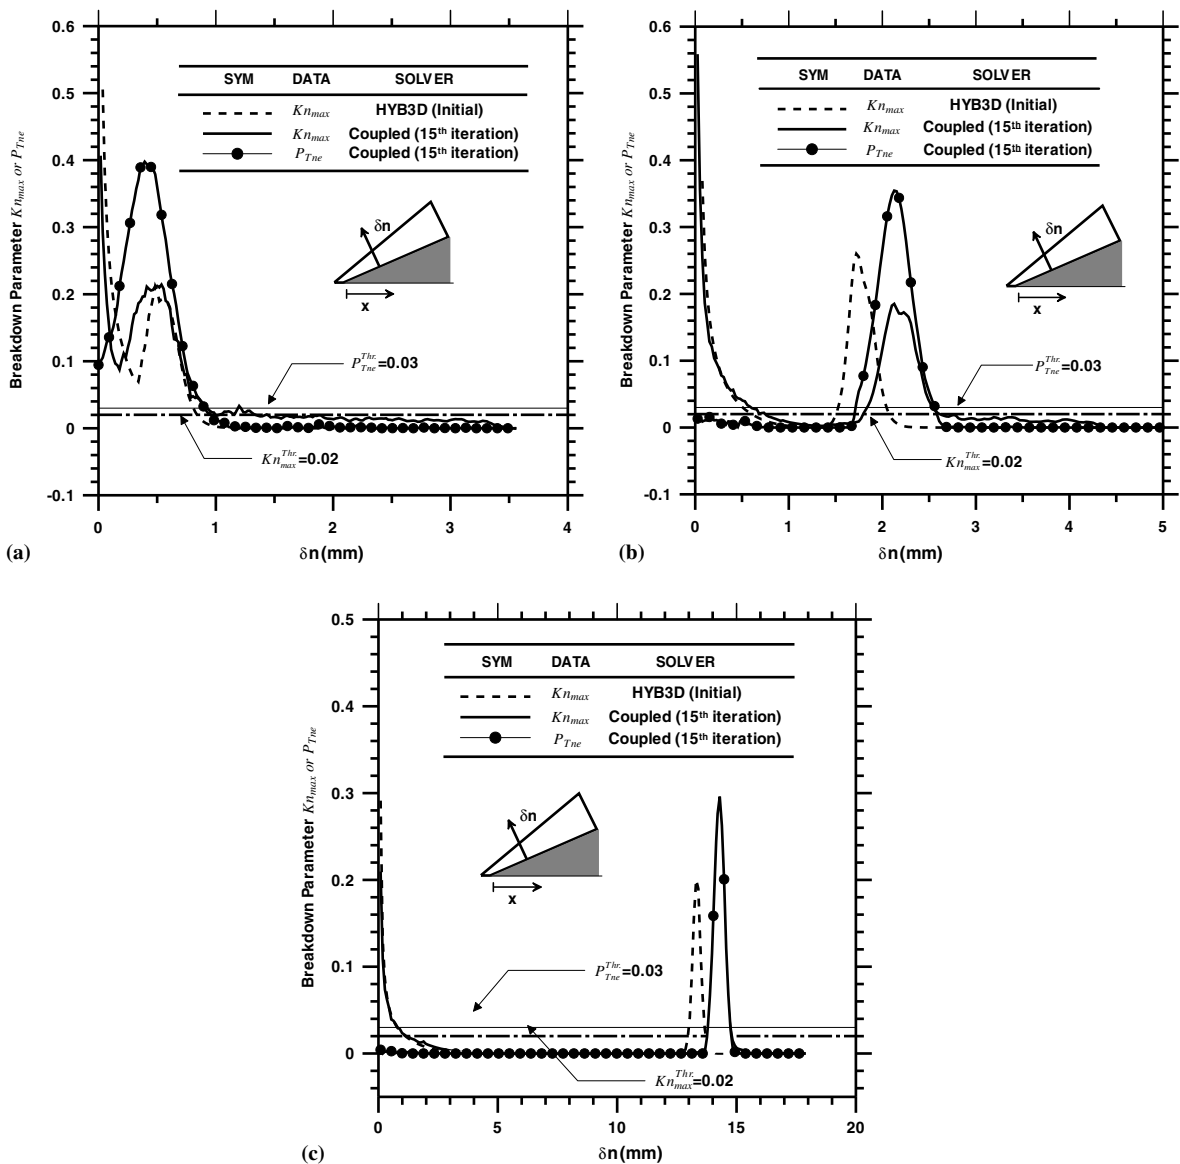 0.6
0.5
0.4
0.3
0.2
0.1
0
-0.1
Breakdown Parameter Kn_max or P_Tne
SYM DATA SOLVER
Kn_max HYB3D (Initial)
Kn_max Coupled (15th iteration)
P_Tne Coupled (15th iteration)
δn
x
P_Tne^Thr.=0.03
Kn_max^Thr.=0.02
0 1 2 3 4
(a) δn(mm)
0.6
0.5
0.4
0.3
0.2
0.1
0
-0.1
Breakdown Parameter Kn_max or P_Tne
SYM DATA SOLVER
Kn_max HYB3D (Initial)
Kn_max Coupled (15th iteration)
P_Tne Coupled (15th iteration)
δn
x
P_Tne^Thr.=0.03
Kn_max^Thr.=0.02
0 1 2 3 4 5
(b) δn(mm)
0.5
0.4
0.3
0.2
0.1
0
Breakdown Parameter Kn_max or P_Tne
SYM DATA SOLVER
Kn_max HYB3D (Initial)
Kn_max Coupled (15th iteration)
P_Tne Coupled (15th iteration)
δn
x
P_Tne^Thr.=0.03
Kn_max^Thr.=0.02
0 5 10 15 20
(c) δn(mm)